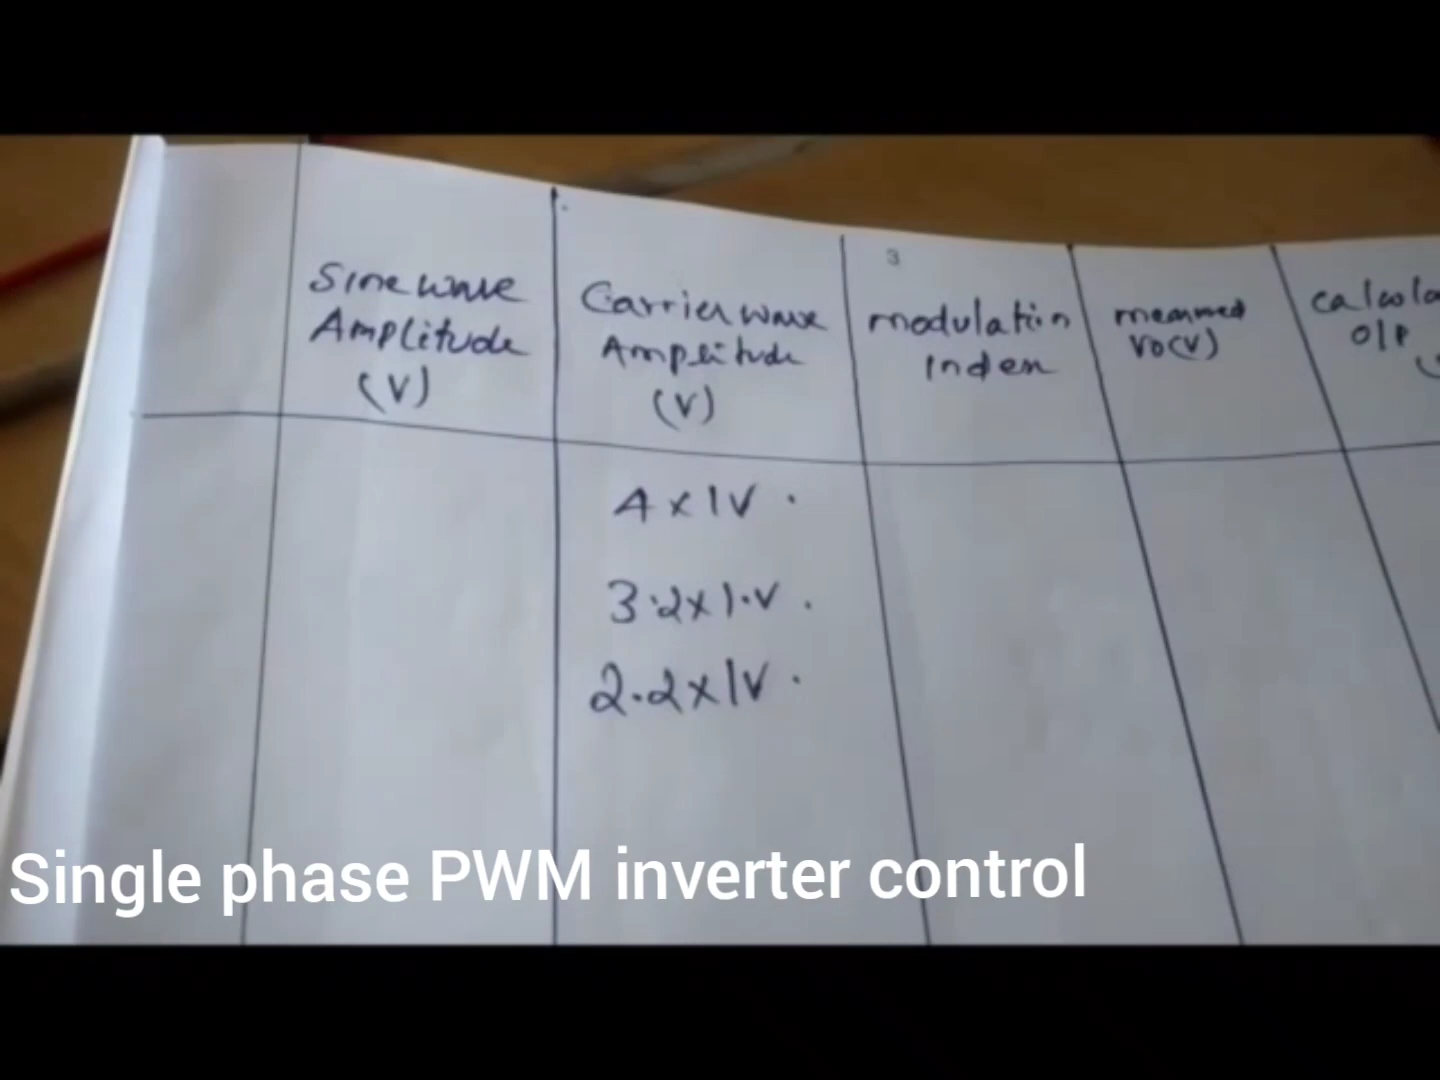 3
Sine wave
Amplitude
(V)
Carrier wave
Amplitude
(V)
modulation
Index
measured
Vo(V)
O/P
4 x 1V .
3.2 x 1.V .
2.2 x 1V .
Single phase PWM inverter control